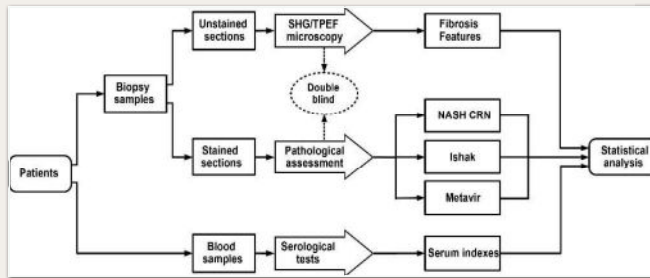 Unstained
sections
SHG/TPEF
microscopy
Fibrosis
Features
Biopsy
samples
Double
blind
NASH CRN
Stained
sections
Pathological
assessment
Ishak
Statistical
analysis
Patients
Metavir
Blood
samples
Serological
tests
Serum indexes